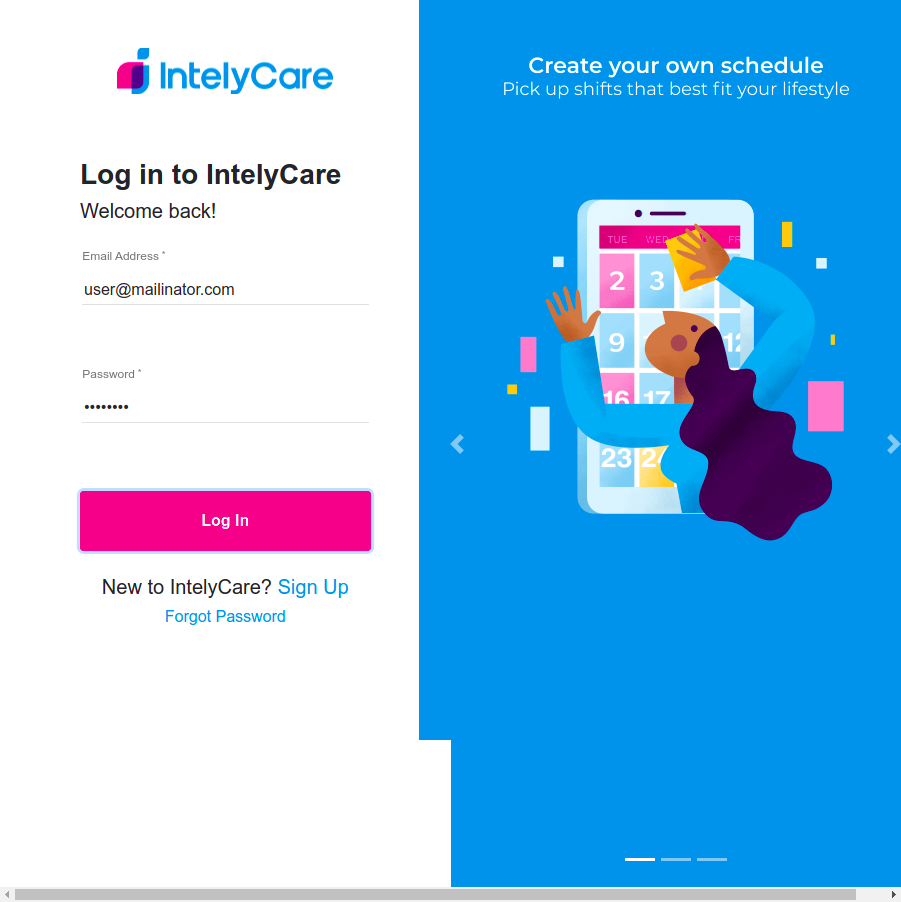 IntelyCare
Log in to IntelyCare
Welcome back!
Email Address *
user@mailinator.com
Password *
••••••••
Log In
New to IntelyCare? Sign Up
Forgot Password
Create your own schedule
Pick up shifts that best fit your lifestyle
TUE WED FR
2 3
9 12
16 17
23 24